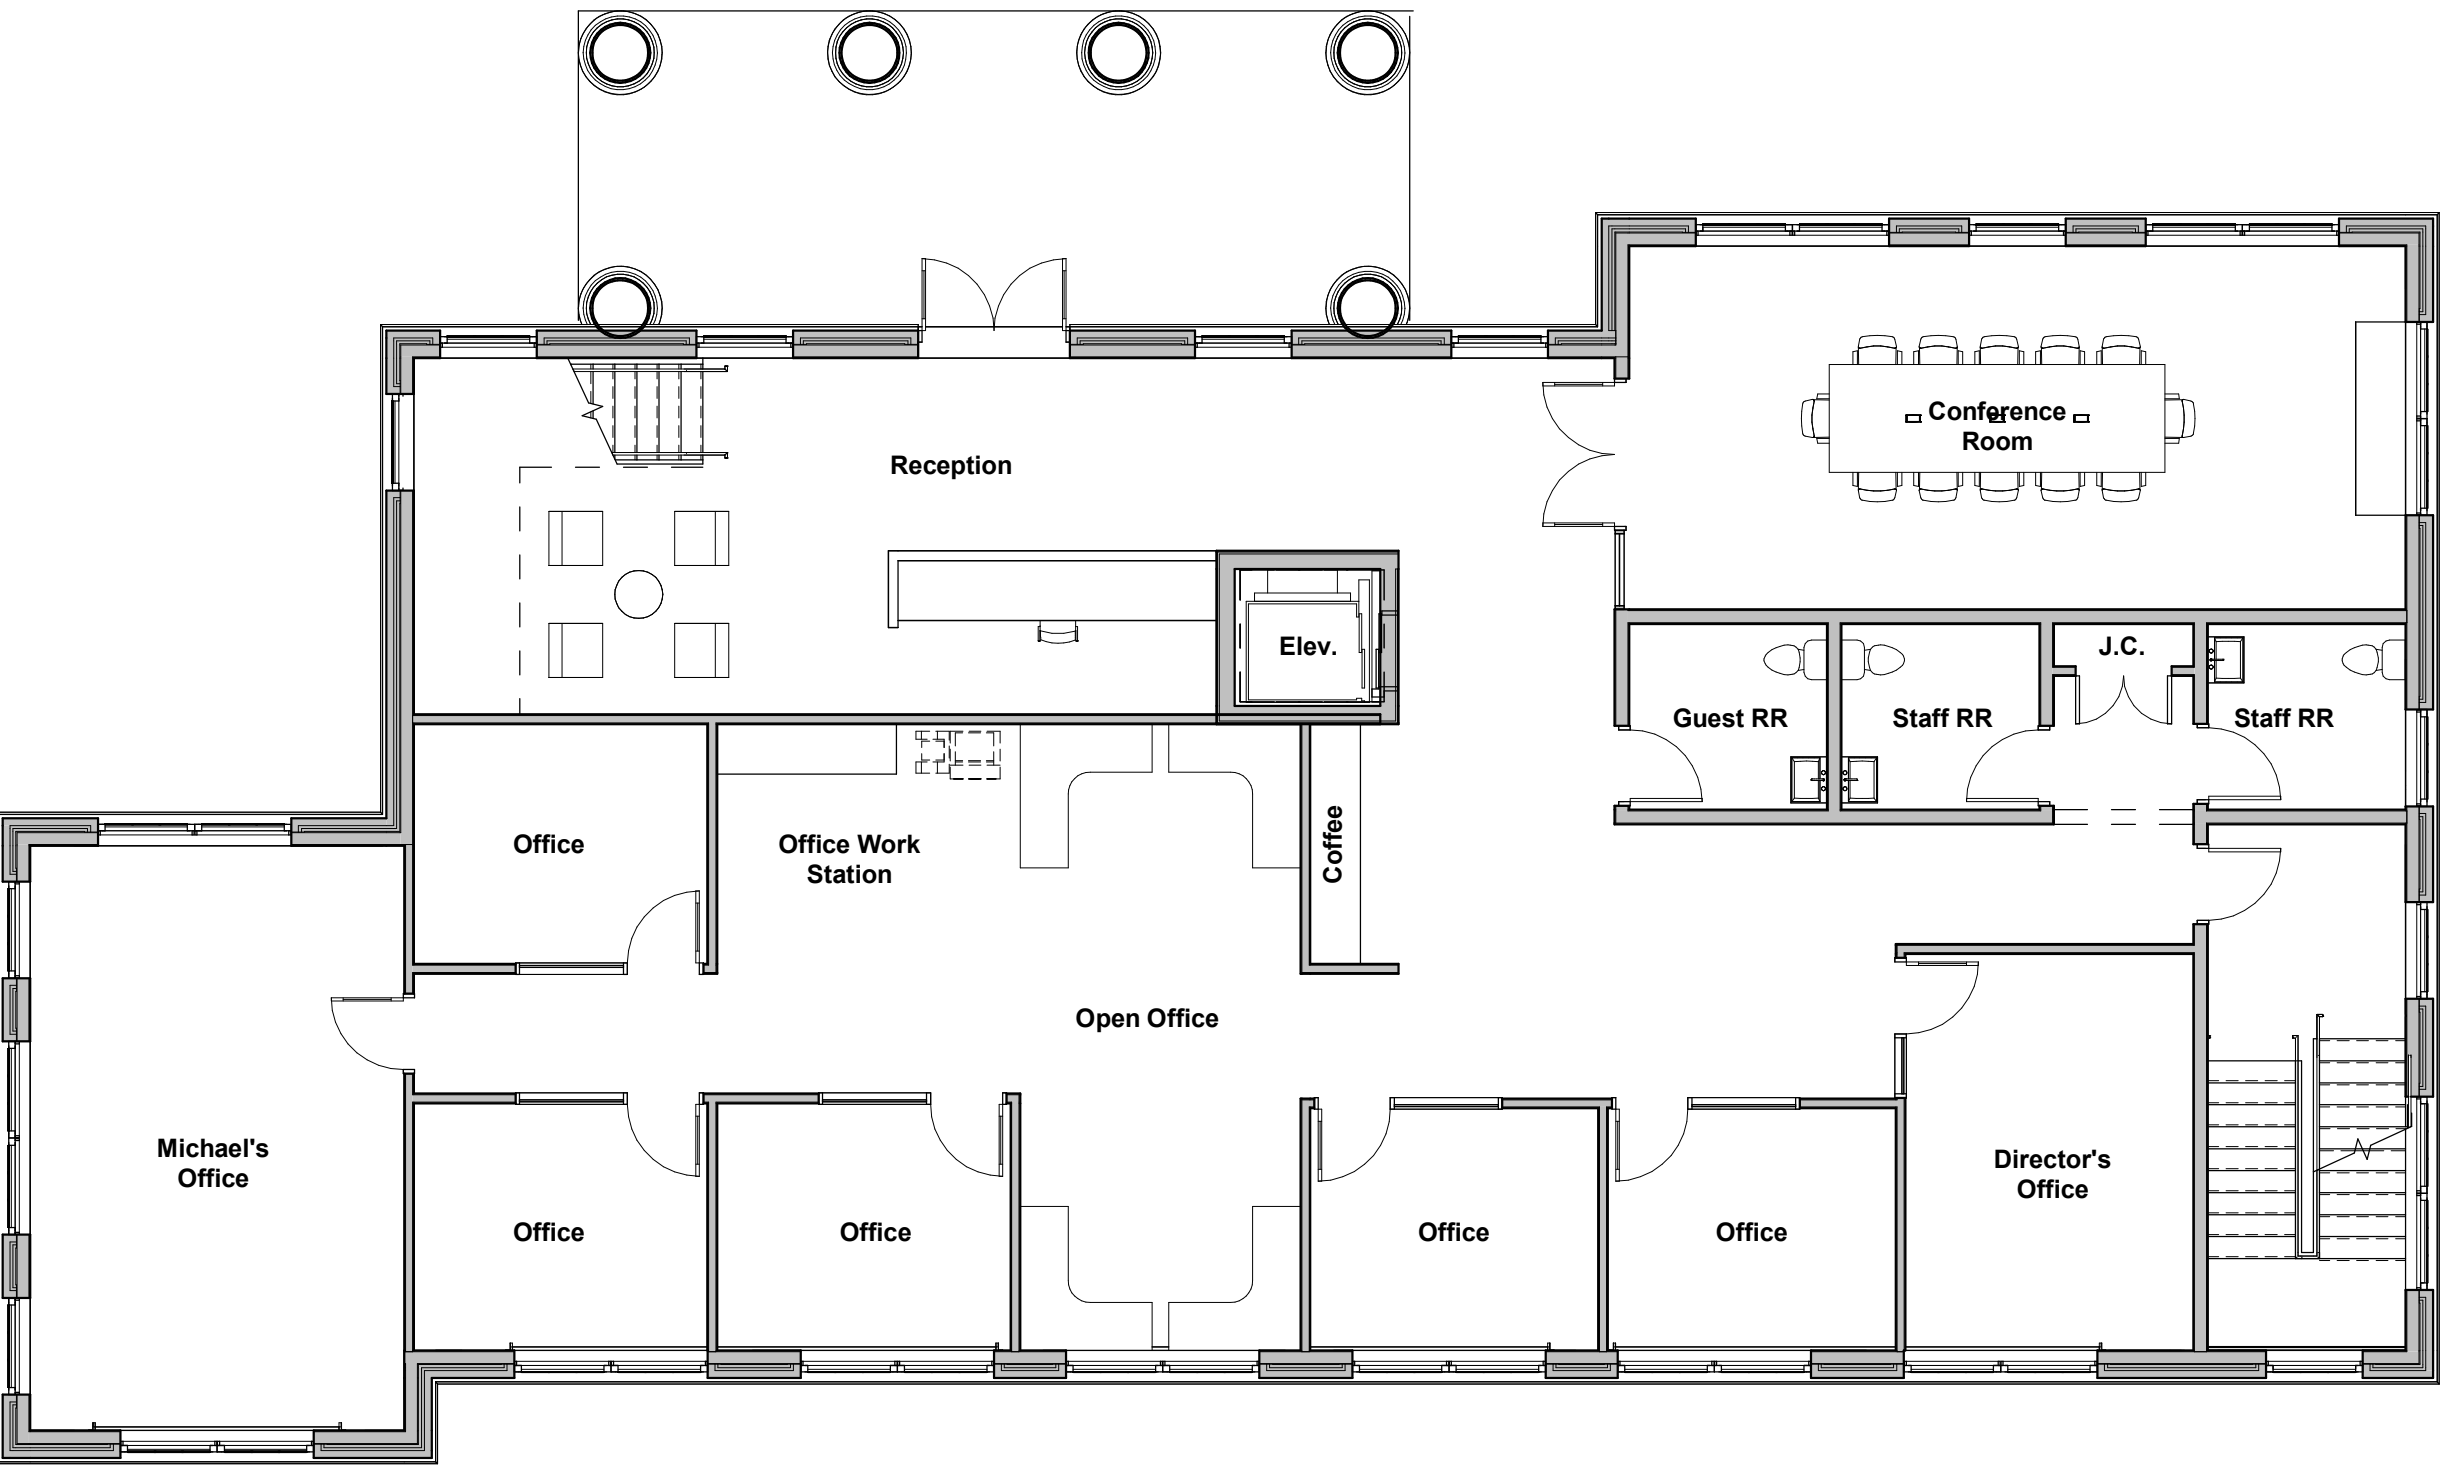 Conference
Room
Reception
Elev.
J.C.
Guest RR
Staff RR
Staff RR
Office
Office Work
Station
Coffee
Open Office
Michael's
Office
Director's
Office
Office
Office
Office
Office